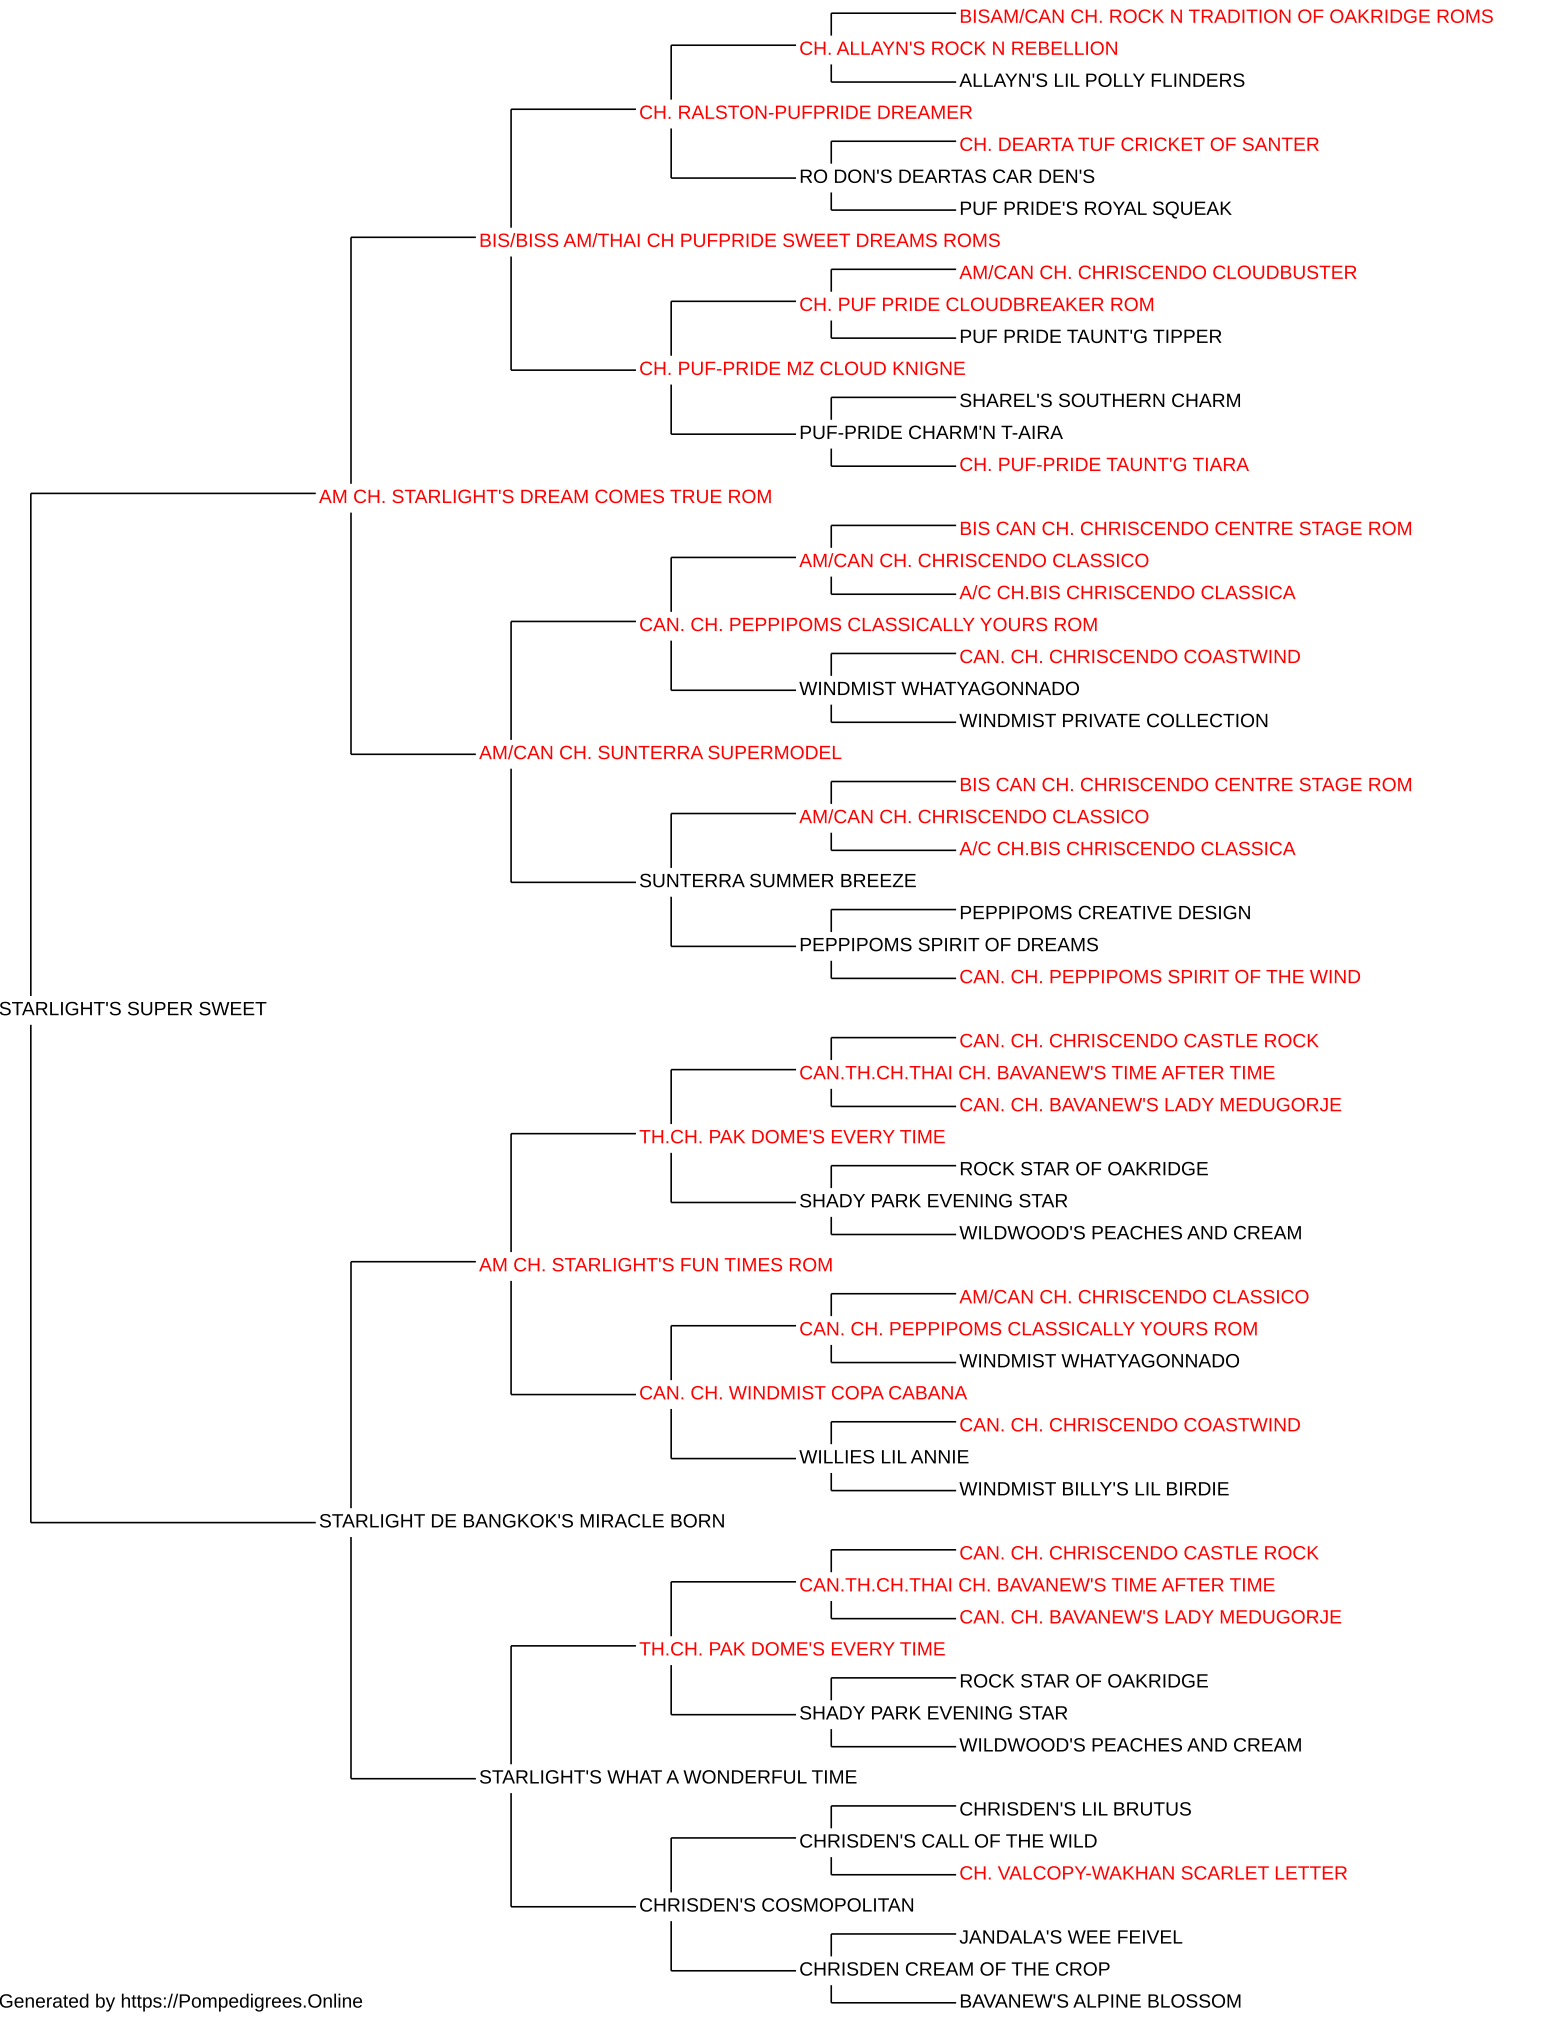 BISAM/CAN CH. ROCK N TRADITION OF OAKRIDGE ROMS
CH. ALLAYN'S ROCK N REBELLION
ALLAYN'S LIL POLLY FLINDERS
CH. RALSTON-PUFPRIDE DREAMER
CH. DEARTA TUF CRICKET OF SANTER
RO DON'S DEARTAS CAR DEN'S
PUF PRIDE'S ROYAL SQUEAK
BIS/BISS AM/THAI CH PUFPRIDE SWEET DREAMS ROMS
AM/CAN CH. CHRISCENDO CLOUDBUSTER
CH. PUF PRIDE CLOUDBREAKER ROM
PUF PRIDE TAUNT'G TIPPER
CH. PUF-PRIDE MZ CLOUD KNIGNE
SHAREL'S SOUTHERN CHARM
PUF-PRIDE CHARM'N T-AIRA
CH. PUF-PRIDE TAUNT'G TIARA
AM CH. STARLIGHT'S DREAM COMES TRUE ROM
BIS CAN CH. CHRISCENDO CENTRE STAGE ROM
AM/CAN CH. CHRISCENDO CLASSICO
A/C CH.BIS CHRISCENDO CLASSICA
CAN. CH. PEPPIPOMS CLASSICALLY YOURS ROM
CAN. CH. CHRISCENDO COASTWIND
WINDMIST WHATYAGONNADO
WINDMIST PRIVATE COLLECTION
AM/CAN CH. SUNTERRA SUPERMODEL
BIS CAN CH. CHRISCENDO CENTRE STAGE ROM
AM/CAN CH. CHRISCENDO CLASSICO
A/C CH.BIS CHRISCENDO CLASSICA
SUNTERRA SUMMER BREEZE
PEPPIPOMS CREATIVE DESIGN
PEPPIPOMS SPIRIT OF DREAMS
CAN. CH. PEPPIPOMS SPIRIT OF THE WIND
STARLIGHT'S SUPER SWEET
CAN. CH. CHRISCENDO CASTLE ROCK
CAN.TH.CH.THAI CH. BAVANEW'S TIME AFTER TIME
CAN. CH. BAVANEW'S LADY MEDUGORJE
TH.CH. PAK DOME'S EVERY TIME
ROCK STAR OF OAKRIDGE
SHADY PARK EVENING STAR
WILDWOOD'S PEACHES AND CREAM
AM CH. STARLIGHT'S FUN TIMES ROM
AM/CAN CH. CHRISCENDO CLASSICO
CAN. CH. PEPPIPOMS CLASSICALLY YOURS ROM
WINDMIST WHATYAGONNADO
CAN. CH. WINDMIST COPA CABANA
CAN. CH. CHRISCENDO COASTWIND
WILLIES LIL ANNIE
WINDMIST BILLY'S LIL BIRDIE
STARLIGHT DE BANGKOK'S MIRACLE BORN
CAN. CH. CHRISCENDO CASTLE ROCK
CAN.TH.CH.THAI CH. BAVANEW'S TIME AFTER TIME
CAN. CH. BAVANEW'S LADY MEDUGORJE
TH.CH. PAK DOME'S EVERY TIME
ROCK STAR OF OAKRIDGE
SHADY PARK EVENING STAR
WILDWOOD'S PEACHES AND CREAM
STARLIGHT'S WHAT A WONDERFUL TIME
CHRISDEN'S LIL BRUTUS
CHRISDEN'S CALL OF THE WILD
CH. VALCOPY-WAKHAN SCARLET LETTER
CHRISDEN'S COSMOPOLITAN
JANDALA'S WEE FEIVEL
CHRISDEN CREAM OF THE CROP
BAVANEW'S ALPINE BLOSSOM
Generated by https://Pompedigrees.Online